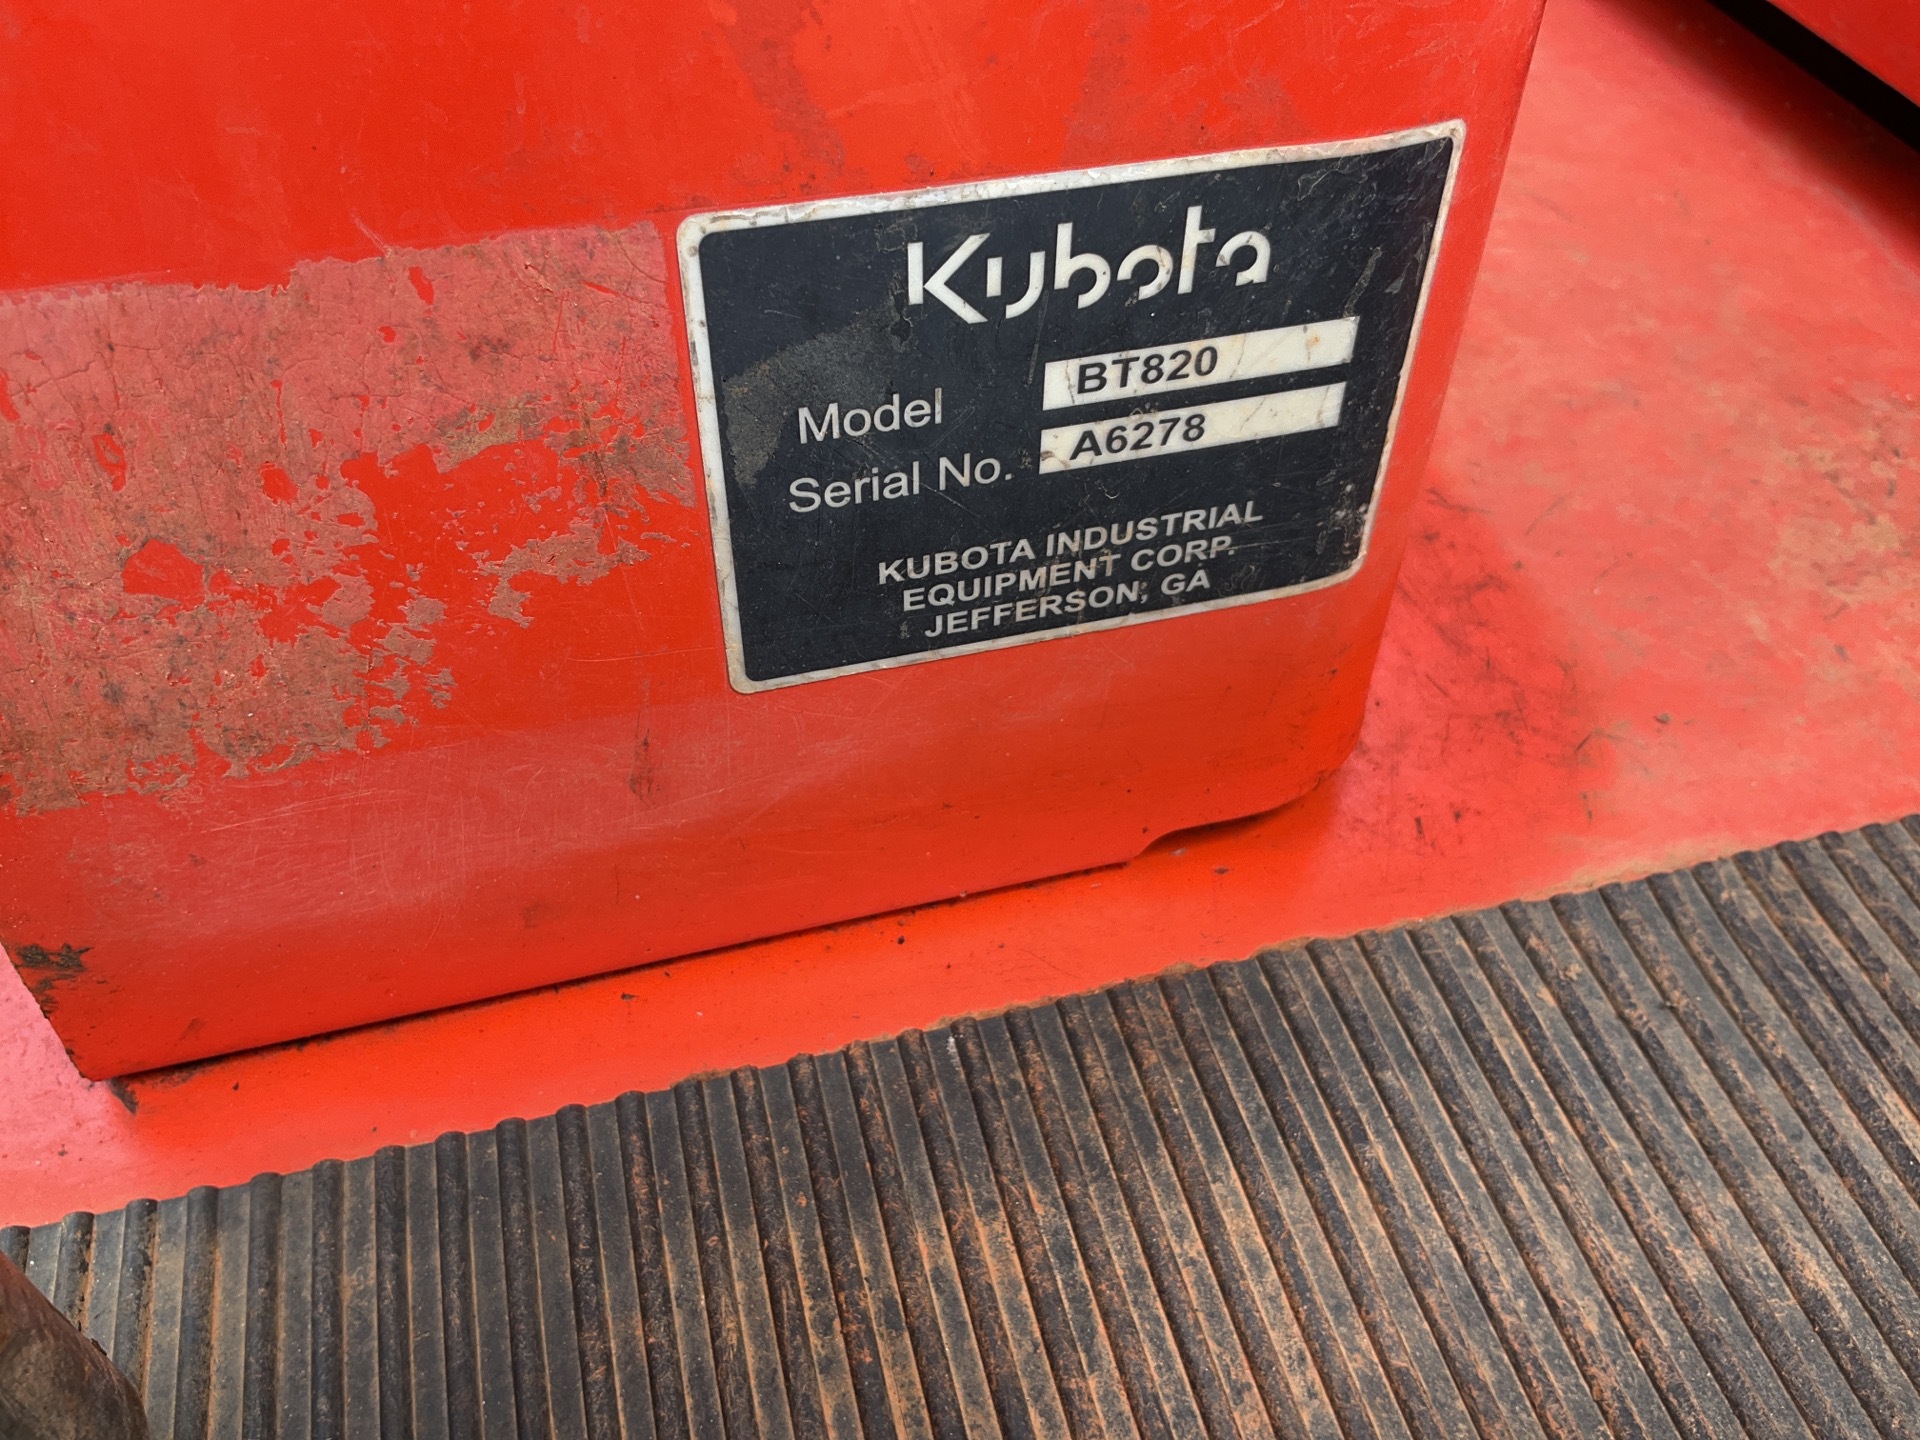 Kubota
Model BT820
Serial No. A6278
KUBOTA INDUSTRIAL
EQUIPMENT CORP.
JEFFERSON, GA